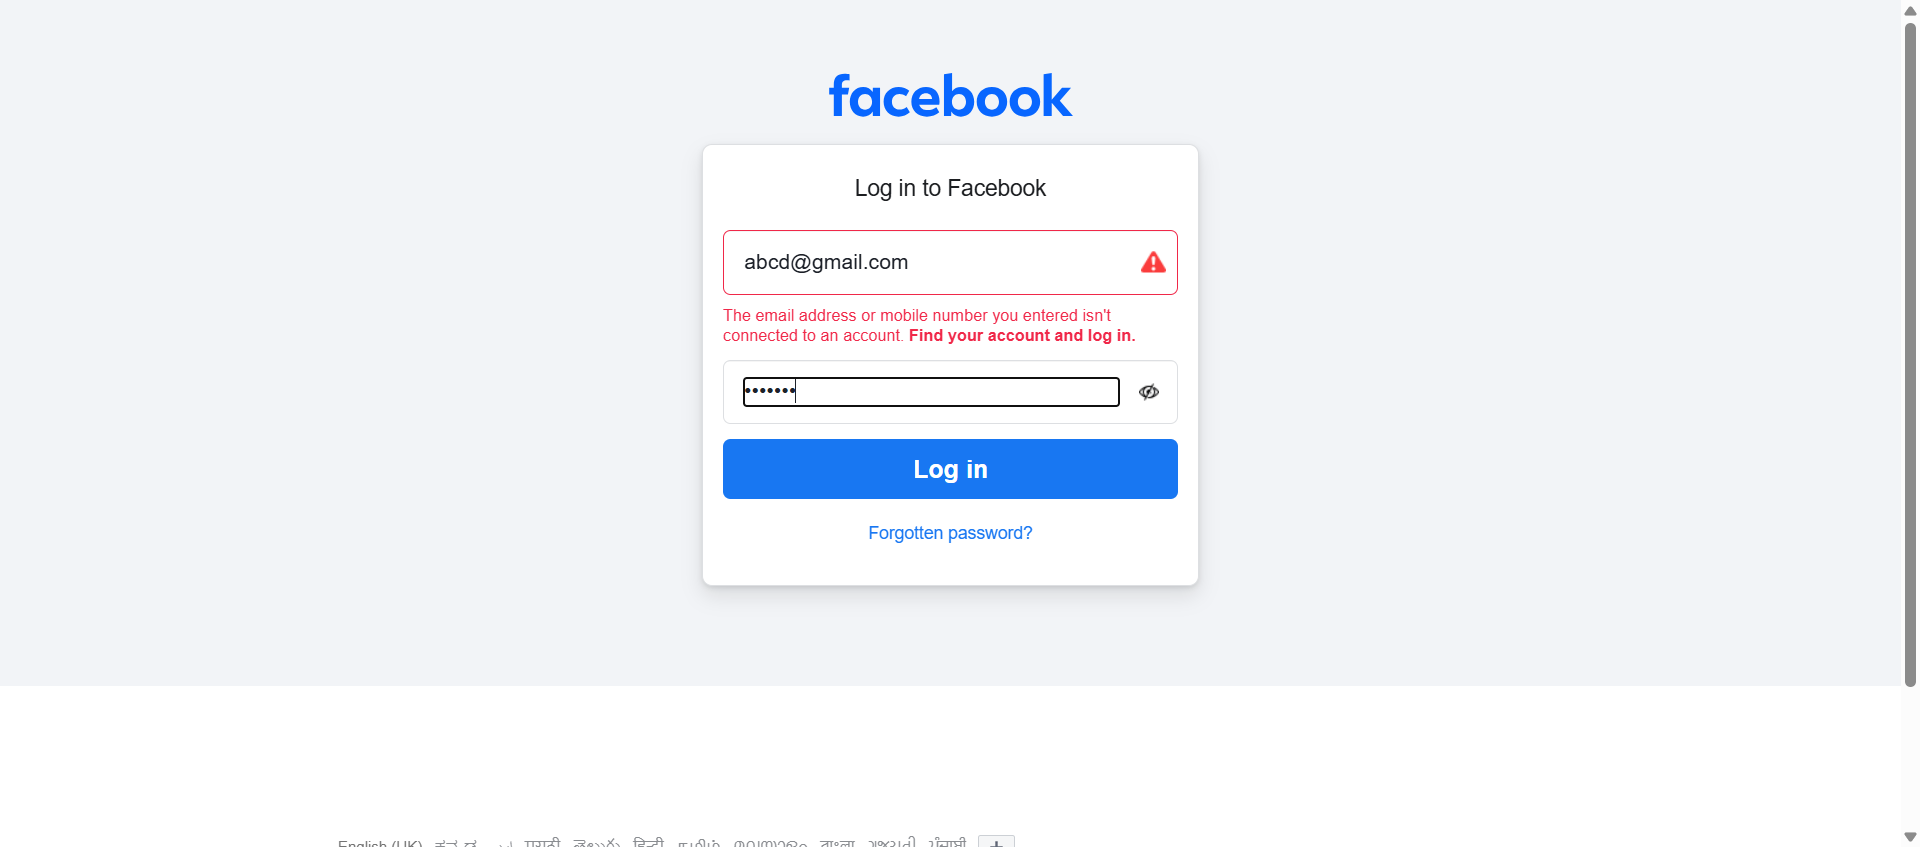 facebook
Log in to Facebook
abcd@gmail.com
The email address or mobile number you entered isn't
connected to an account. Find your account and log in.
•••••••
Log in
Forgotten password?
English (UK) ಕನ್ನಡ اردو मराठी తెలుగు हिन्दी தமிழ் മലയാളം বাংলা ગુજરાતી ਪੰਜਾਬੀ +